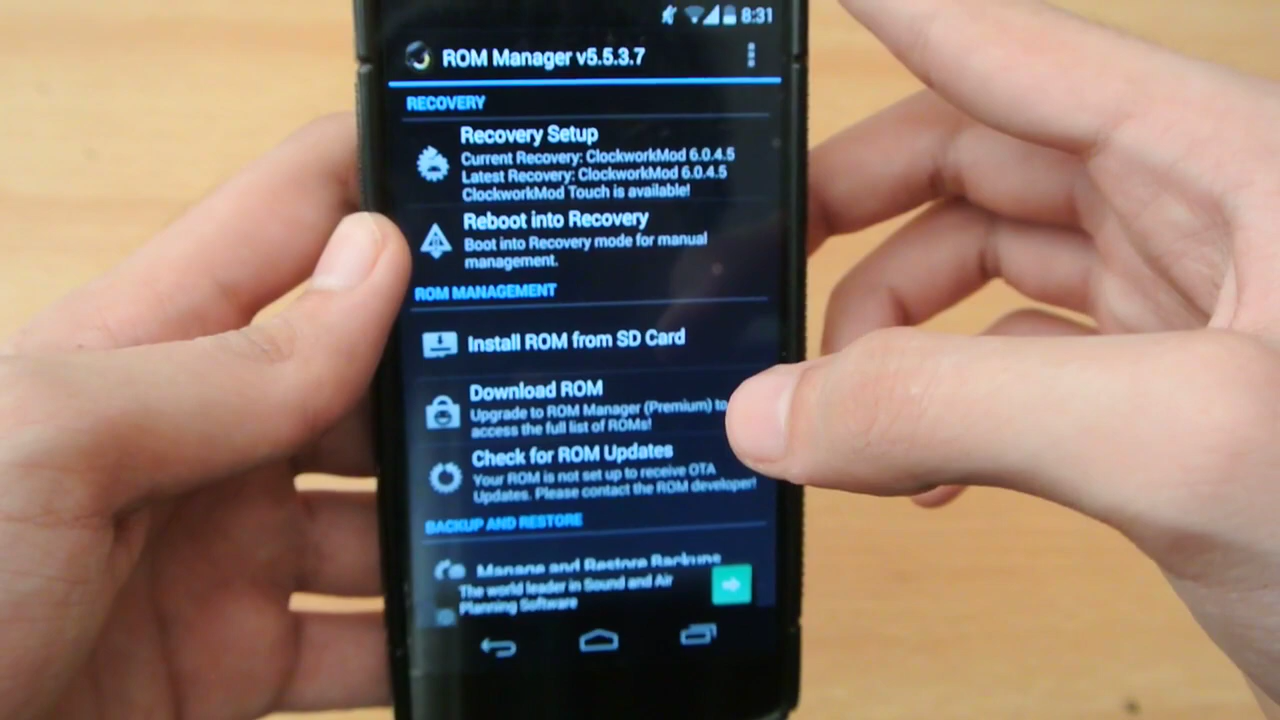 8:31
ROM Manager v5.5.3.7
RECOVERY
Recovery Setup
Current Recovery: ClockworkMod 6.0.4.5
Latest Recovery: ClockworkMod 6.0.4.5
ClockworkMod Touch is available!
Reboot into Recovery
Boot into Recovery mode for manual
management.
ROM MANAGEMENT
Install ROM from SD Card
Download ROM
Upgrade to ROM Manager (Premium) to
access the full list of ROMs!
Check for ROM Updates
Your ROM is not set up to receive OTA
Updates. Please contact the ROM developer!
BACKUP AND RESTORE
Manage and Restore Backups
The world leader in Sound and Air
Planning Software